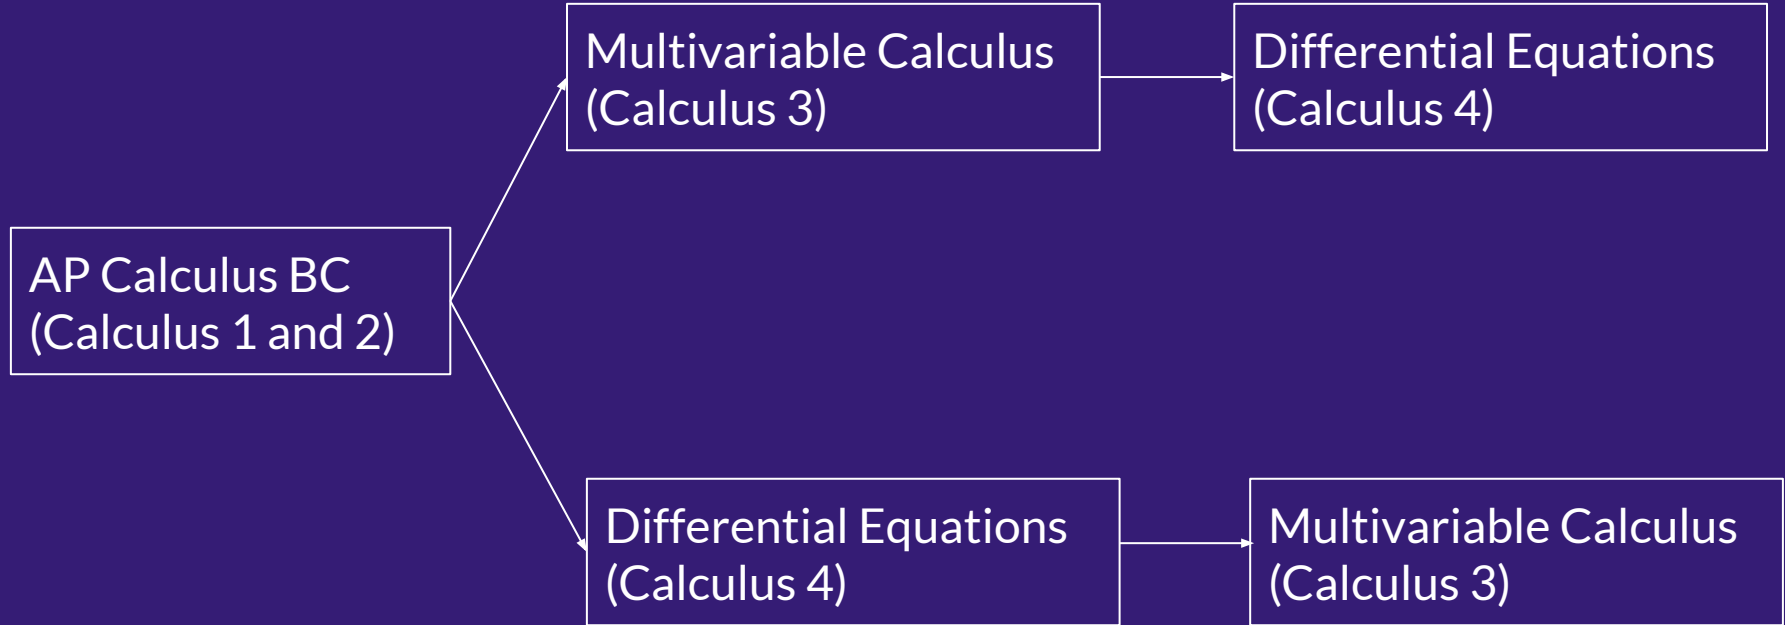 Multivariable Calculus
(Calculus 3)
Differential Equations
(Calculus 4)
AP Calculus BC
(Calculus 1 and 2)
Differential Equations
(Calculus 4)
Multivariable Calculus
(Calculus 3)